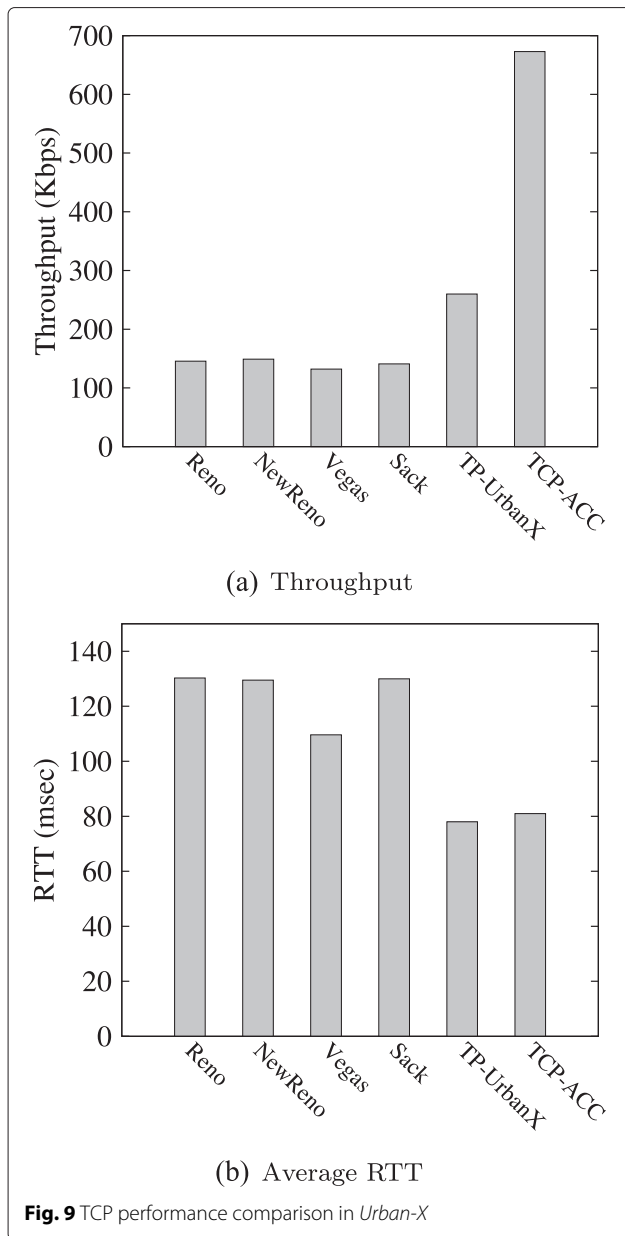 700
600
500
400
300
200
100
0
Throughput (Kbps)
Reno
NewReno
Vegas
Sack
TP-UrbanX
TCP-ACC
(a) Throughput
140
120
100
80
60
40
20
0
RTT (msec)
Reno
NewReno
Vegas
Sack
TP-UrbanX
TCP-ACC
(b) Average RTT
Fig. 9 TCP performance comparison in Urban-X